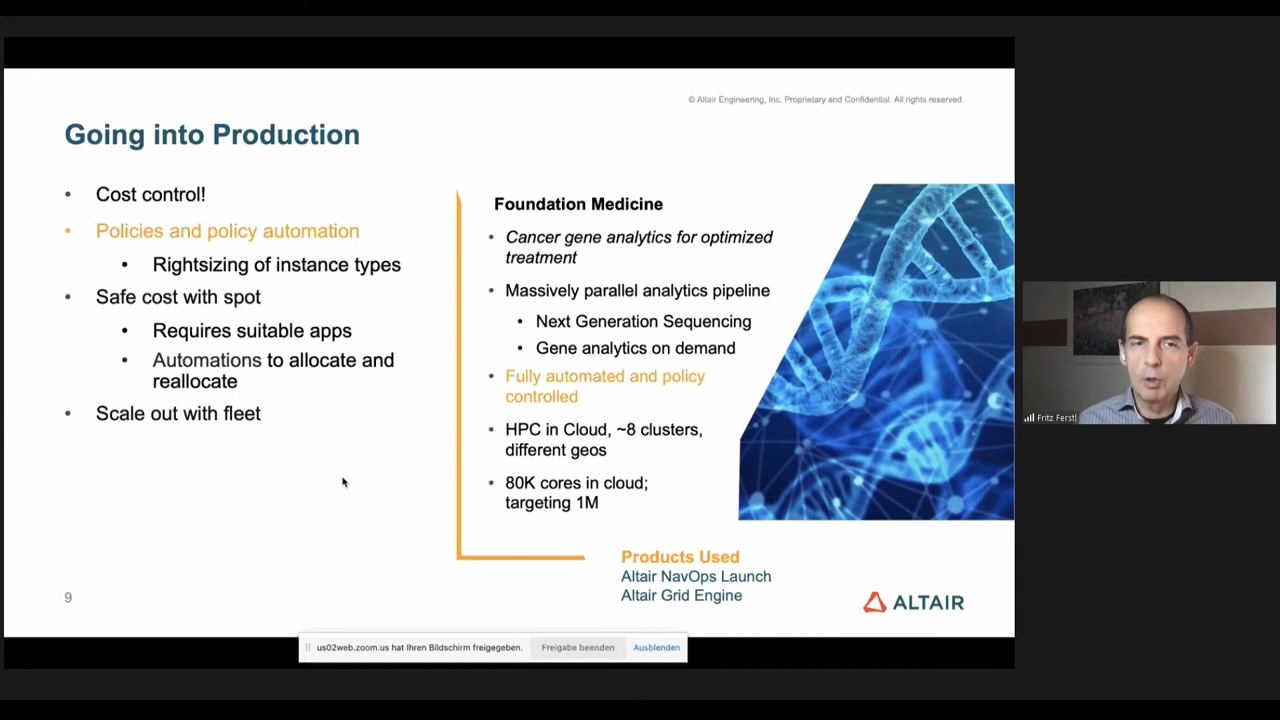 © Altair Engineering, Inc. Proprietary and Confidential. All rights reserved.
Going into Production
• Cost control!
• Policies and policy automation
• Rightsizing of instance types
• Safe cost with spot
• Requires suitable apps
• Automations to allocate and
reallocate
• Scale out with fleet
Foundation Medicine
• Cancer gene analytics for optimized
treatment
• Massively parallel analytics pipeline
• Next Generation Sequencing
• Gene analytics on demand
• Fully automated and policy
controlled
• HPC in Cloud, ~8 clusters,
different geos
• 80K cores in cloud;
targeting 1M
Products Used
Altair NavOps Launch
Altair Grid Engine
9
ALTAIR
us02web.zoom.us hat Ihren Bildschirm freigegeben. Freigabe beenden Ausblenden
Fritz Ferstl